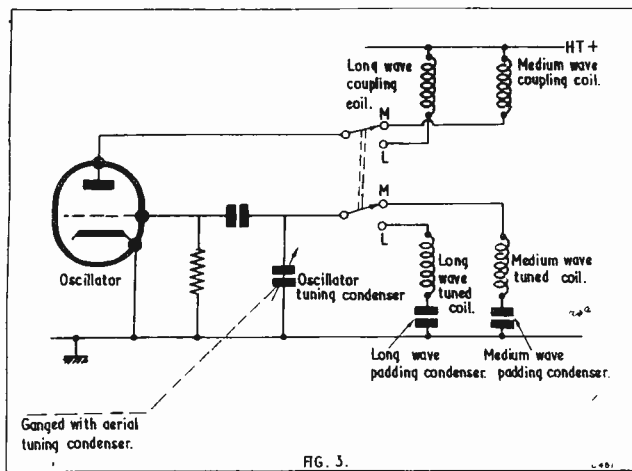 HT+
Long wave
coupling
coil.
Medium wave
coupling coil.
M
L
M
L
Oscillator
Oscillator
tuning condenser
Long
wave
tuned
coil.
Medium wave
tuned coil.
Long wave
padding condenser.
Medium wave
padding condenser.
Ganged with aerial
tuning condenser.
FIG. 3.